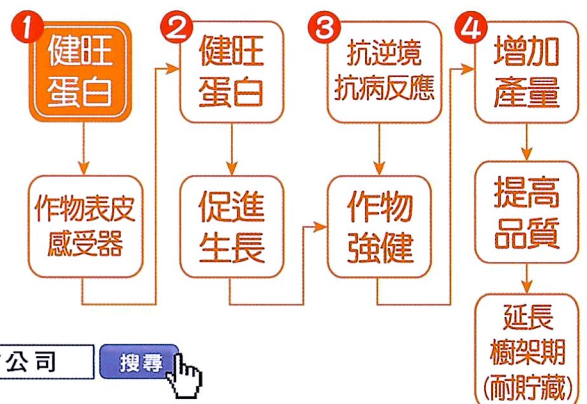 1
健旺
蛋白
作物表皮
感受器
2
健旺
蛋白
促進
生長
3
抗逆境
抗病反應
作物
強健
4
增加
產量
提高
品質
延長
櫥架期
(耐貯藏)
公司
搜尋